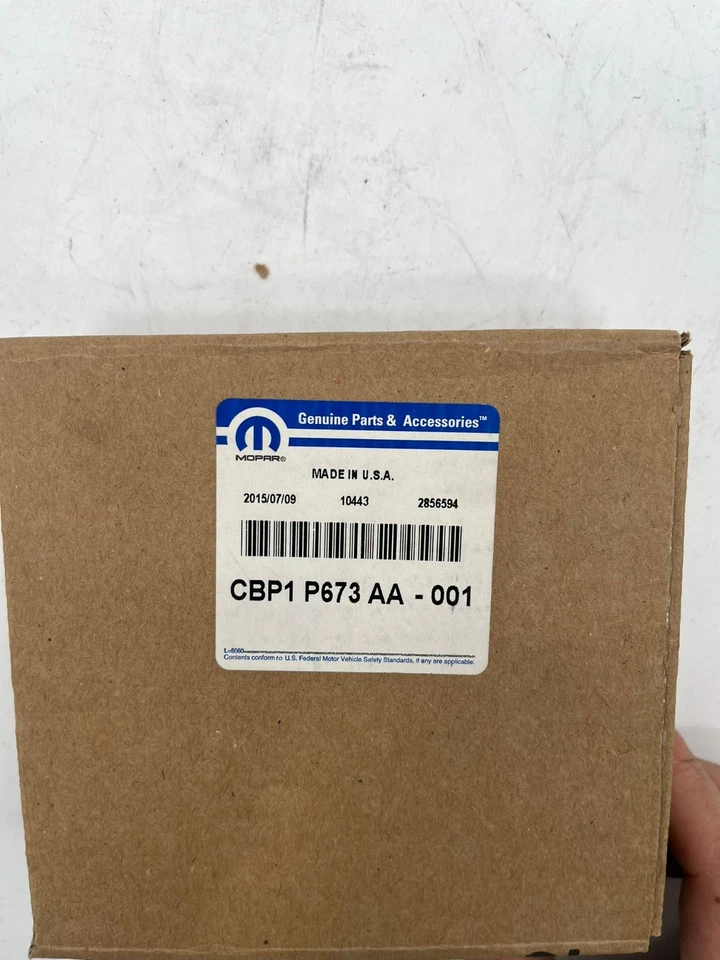 Genuine Parts & Accessories™
MOPAR®
MADE IN U.S.A.
2015/07/09 10443 2856594
CBP1 P673 AA - 001
L-6060
Contents conform to U.S. Federal Motor Vehicle Safety Standards, if any are applicable.